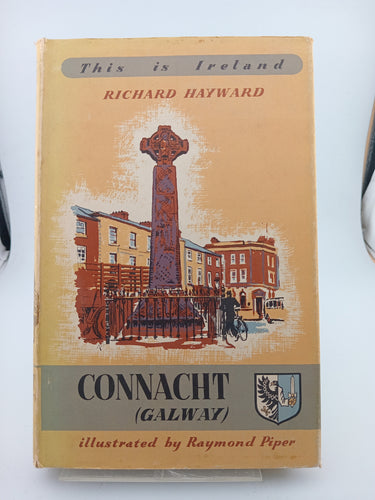 This is Ireland
RICHARD HAYWARD
CONNACHT
(GALWAY)
illustrated by Raymond Piper